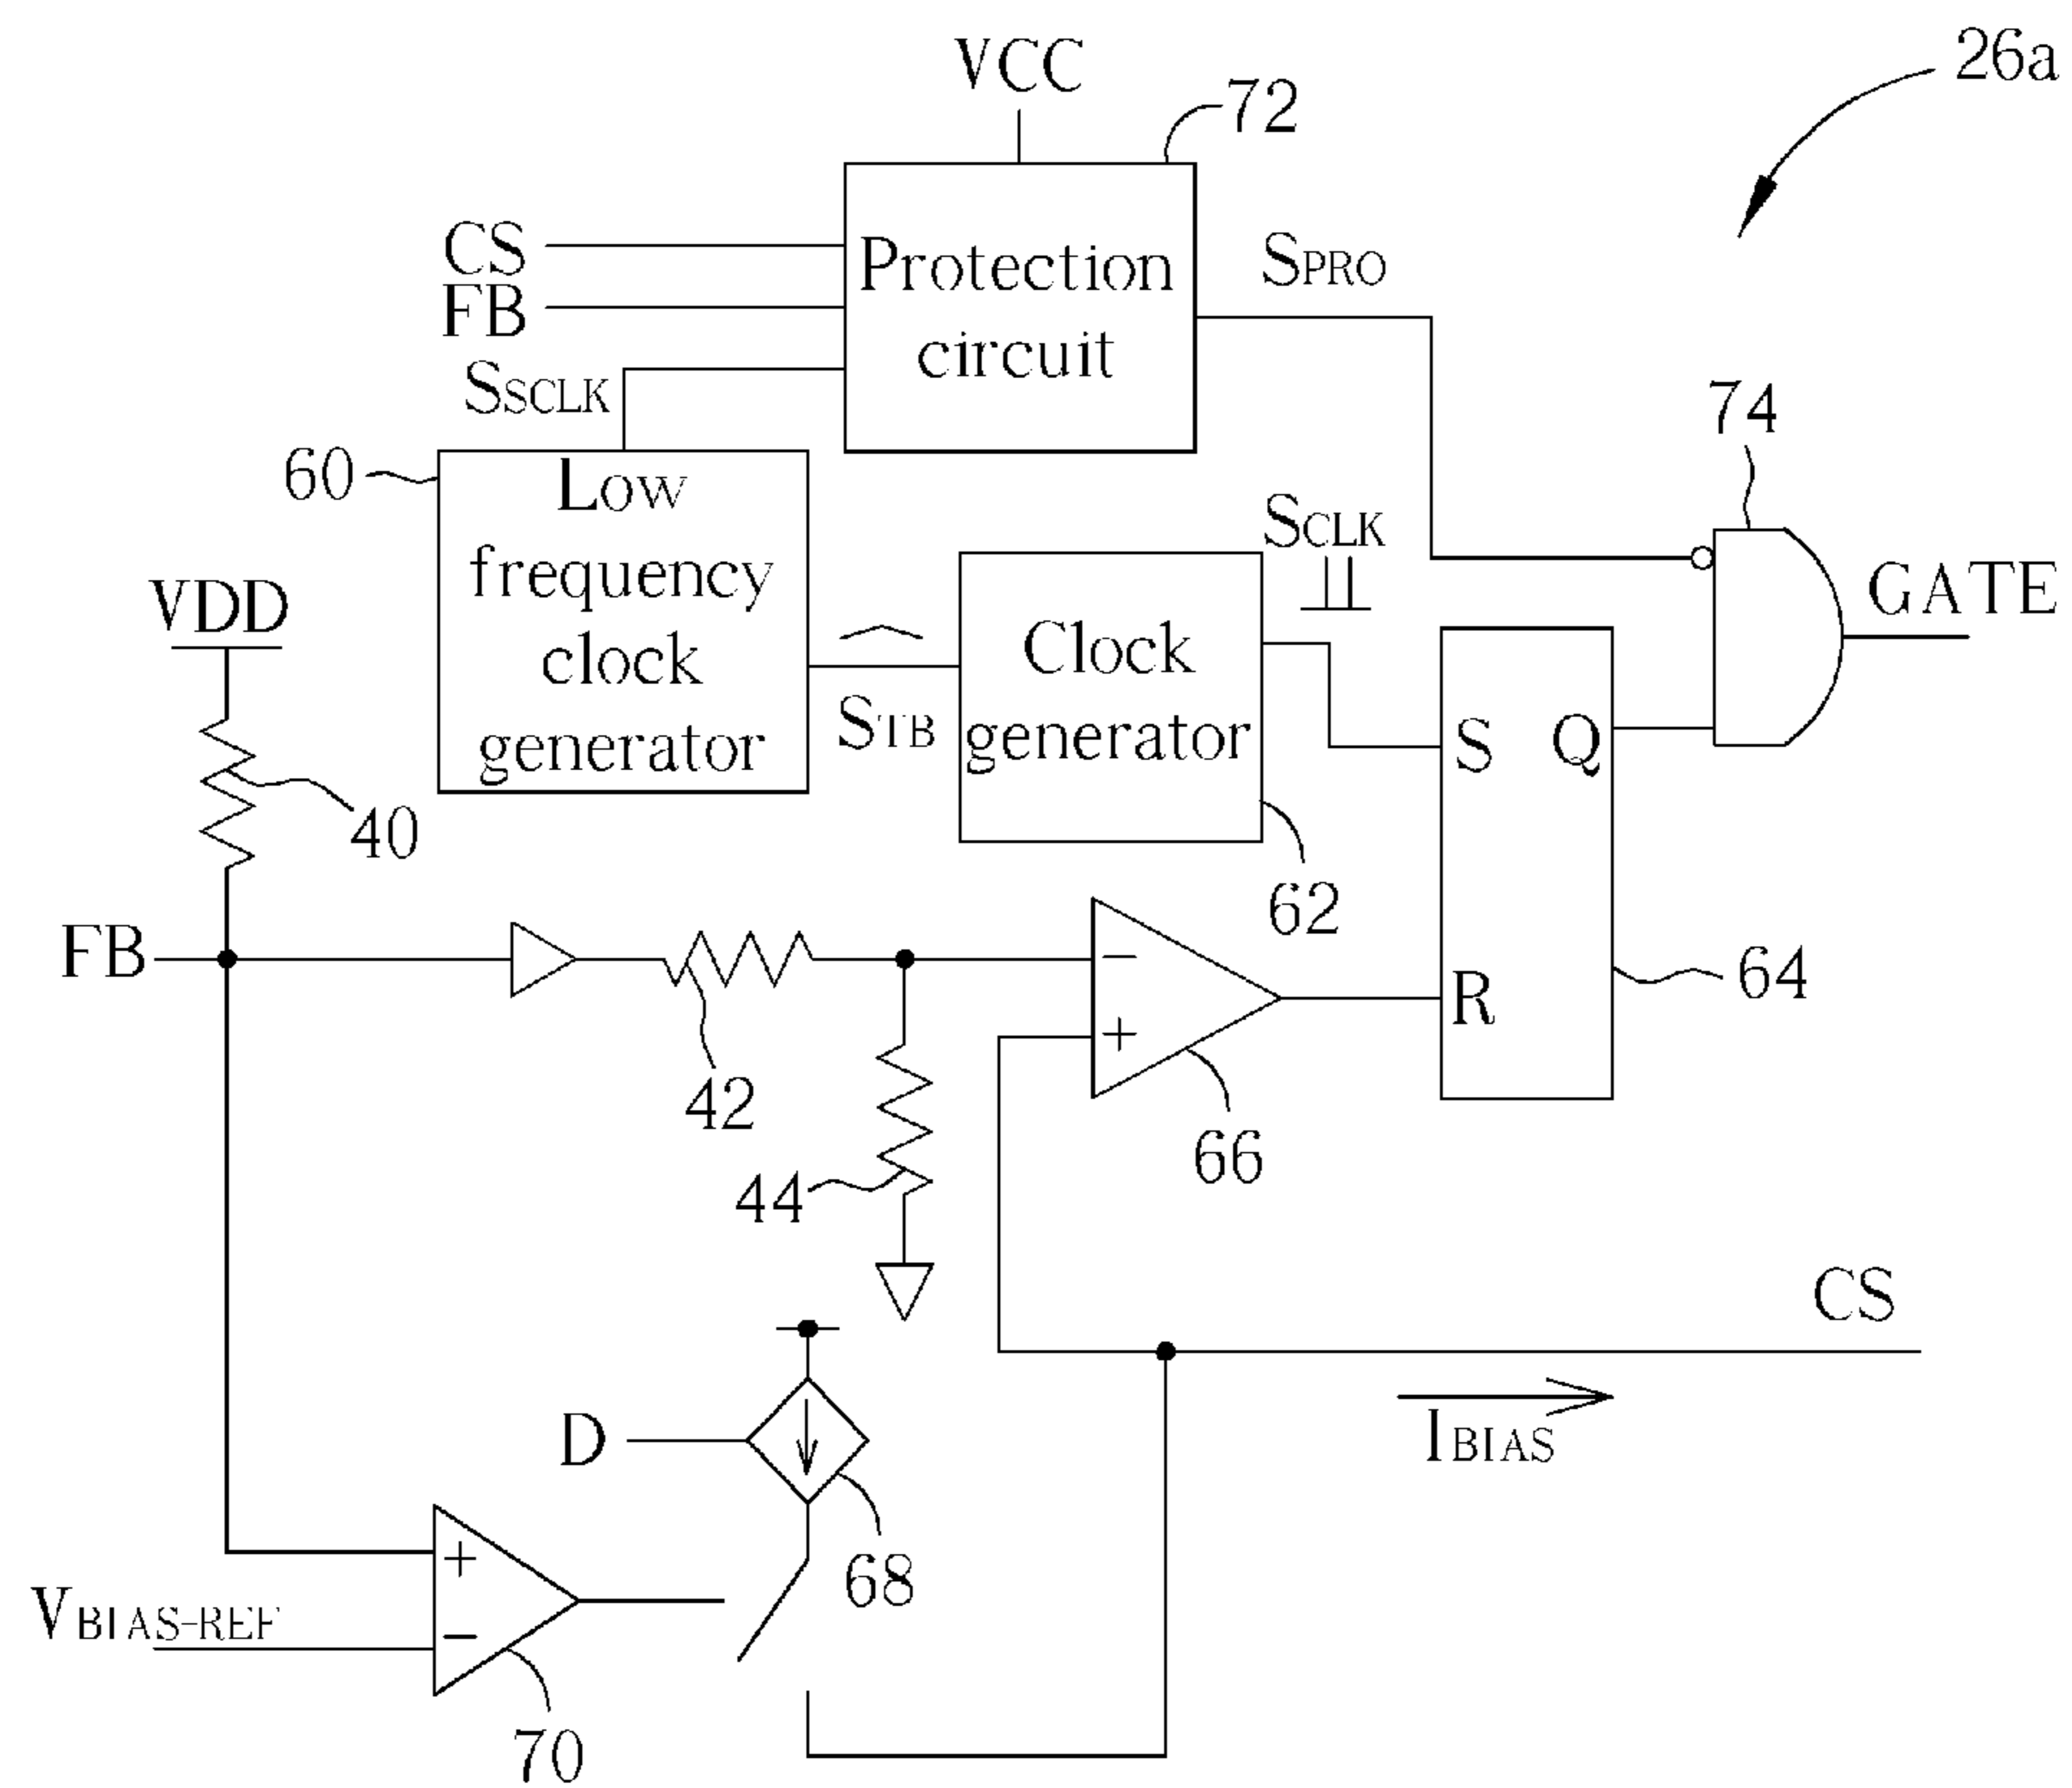 26a
VCC
72
CS
FB
SSCLK
Protection
circuit
SPRO
60
Low
frequency
clock
generator
STB
Clock
generator
SCLK
62
74
GATE
S
Q
R
64
VDD
40
FB
42
44
−
+
66
CS
IBIAS
D
68
+
−
VBIAS-REF
70